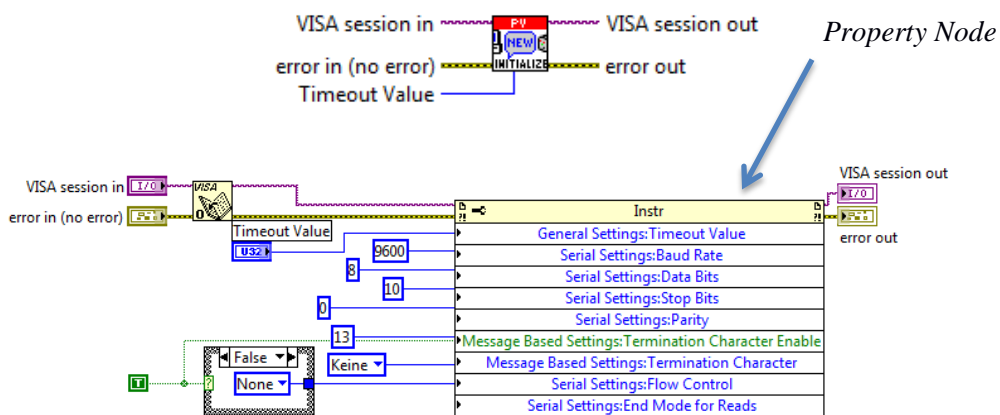 VISA session in
PV
VISA session out
Property Node
NEW
error in (no error)
INITIALIZE
error out
Timeout Value
VISA session in
I/O
VISA
VISA session out
I/O
error in (no error)
Instr
error out
Timeout Value
U32
General Settings:Timeout Value
9600
Serial Settings:Baud Rate
8
Serial Settings:Data Bits
10
Serial Settings:Stop Bits
0
Serial Settings:Parity
13
Message Based Settings:Termination Character Enable
False
Keine
Message Based Settings:Termination Character
T
?
None
Serial Settings:Flow Control
Serial Settings:End Mode for Reads